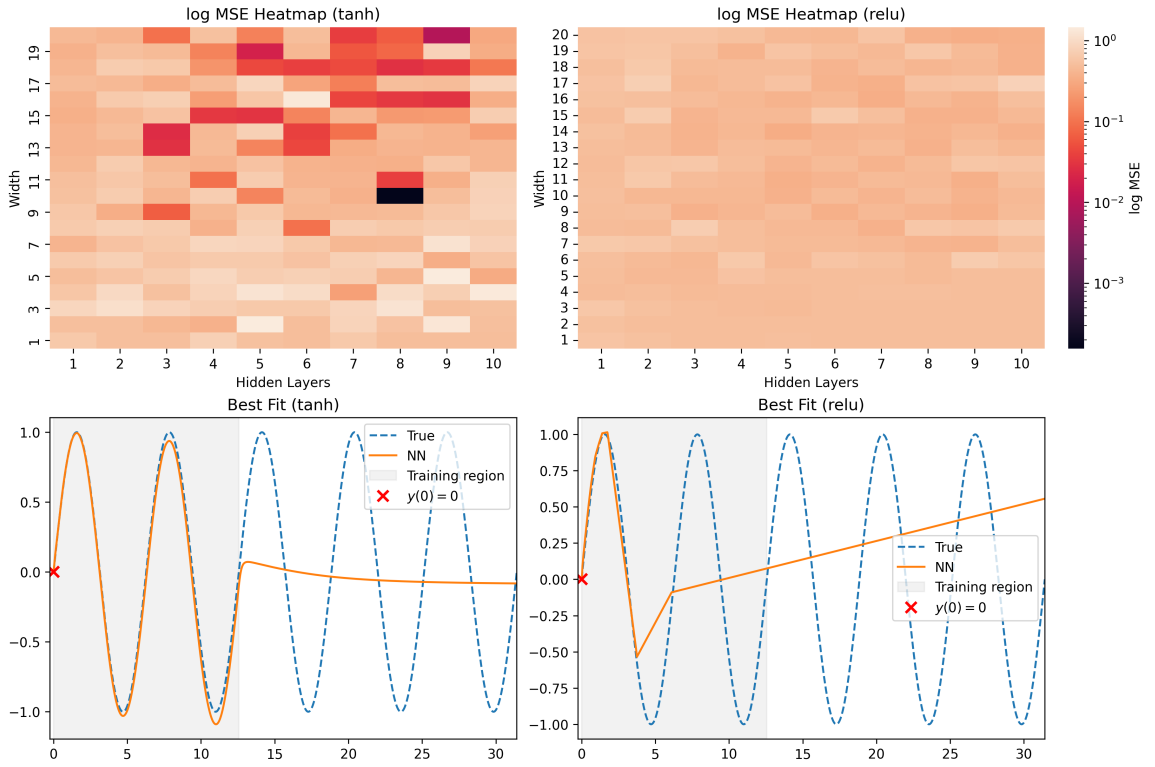 log MSE Heatmap (tanh)
19
17
15
13
11
9
7
5
3
1
Width
1 2 3 4 5 6 7 8 9 10
Hidden Layers
log MSE Heatmap (relu)
20
19
18
17
16
15
14
13
12
11
10
9
8
7
6
5
4
3
2
1
Width
1 2 3 4 5 6 7 8 9 10
Hidden Layers
10⁰
10⁻¹
10⁻²
10⁻³
log MSE
Best Fit (tanh)
1.0
0.5
0.0
−0.5
−1.0
True
NN
Training region
y(0) = 0
0 5 10 15 20 25 30
Best Fit (relu)
1.00
0.75
0.50
0.25
0.00
−0.25
−0.50
−0.75
−1.00
True
NN
Training region
y(0) = 0
0 5 10 15 20 25 30